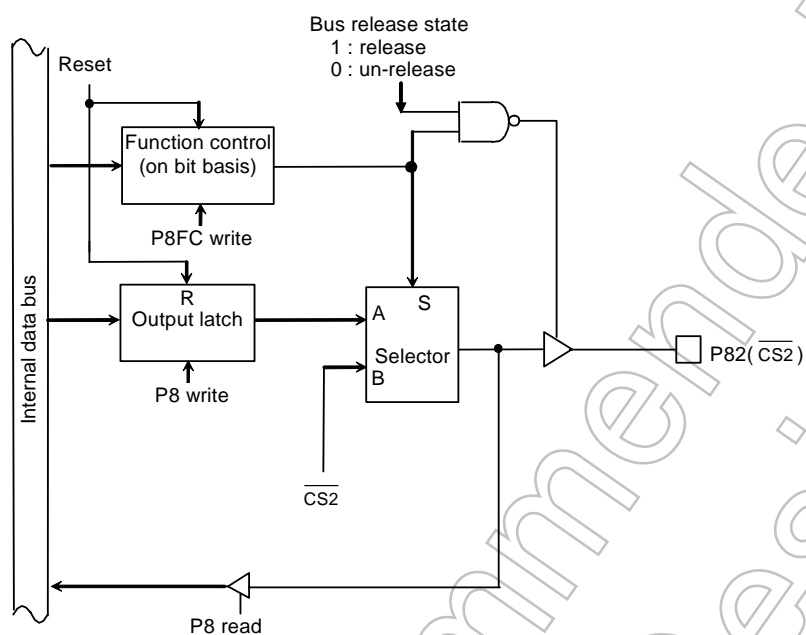 Bus release state
1 : release
0 : un-release
Reset
Function control
(on bit basis)
P8FC write
R
Output latch
P8 write
A
S
Selector
B
P82( CS2 )
CS2
Internal data bus
P8 read
mmende